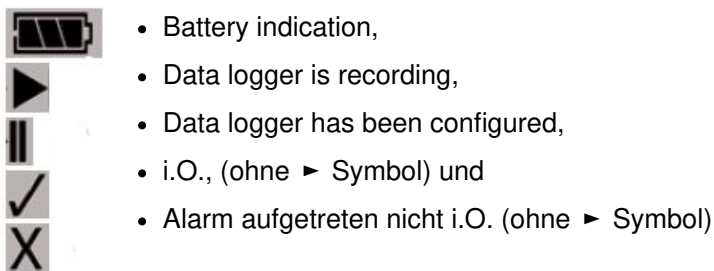 • Battery indication,
• Data logger is recording,
• Data logger has been configured,
• i.O., (ohne ► Symbol) und
• Alarm aufgetreten nicht i.O. (ohne ► Symbol)